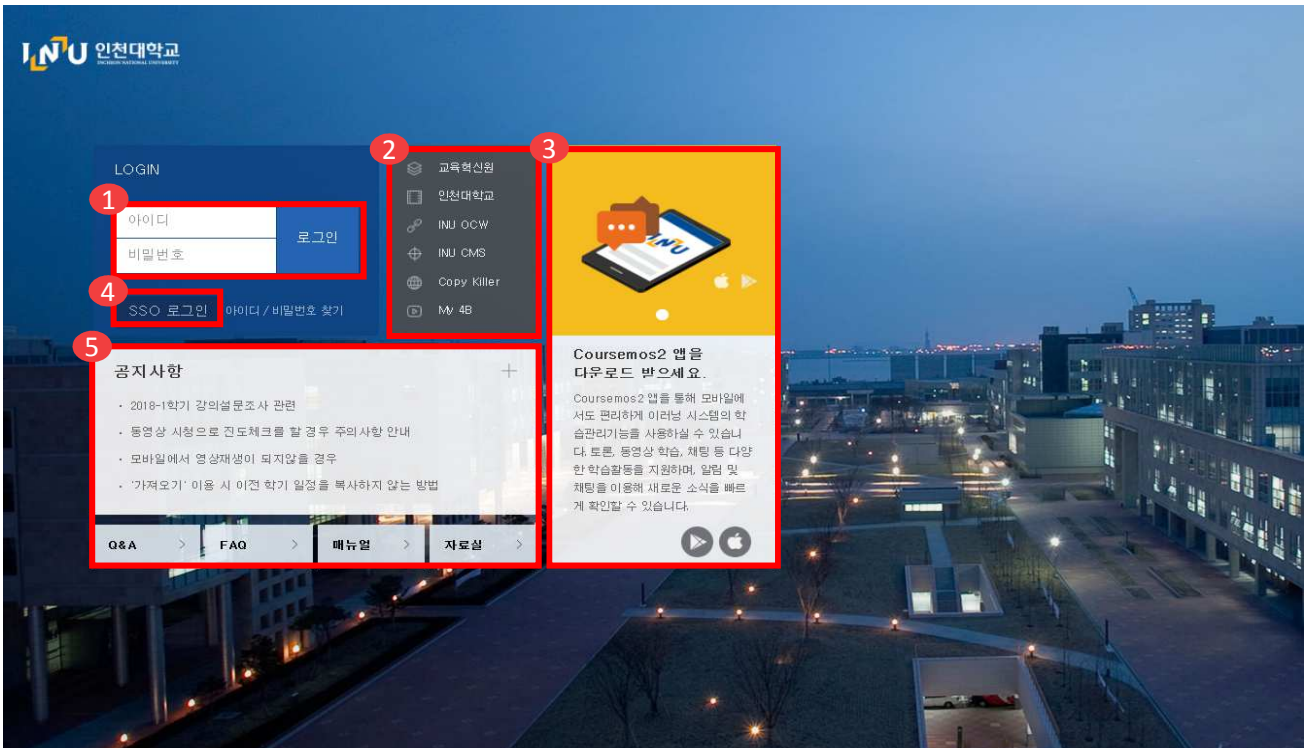 INU 인천대학교
INCHEON NATIONAL UNIVERSITY
LOGIN
1
아이디
비밀번호
로그인
4
SSO 로그인
아이디 / 비밀번호 찾기
2
교육혁신원
인천대학교
INU OCW
INU CMS
Copy Killer
My 4B
3
INU
Coursemos2 앱을
다운로드 받으세요.
Coursemos2 앱을 통해 모바일에
서도 편리하게 이러닝 시스템의 학
습관리기능을 사용하실 수 있습니
다. 토론, 동영상 학습, 채팅 등 다양
한 학습활동을 지원하며, 알림 및
채팅을 이용해 새로운 소식을 빠르
게 확인할 수 있습니다.
5
공지사항
+
· 2018-1학기 강의설문조사 관련
· 동영상 시청으로 진도체크를 할 경우 주의사항 안내
· 모바일에서 영상재생이 되지않을 경우
· '가져오기' 이용 시 이전 학기 일정을 복사하지 않는 방법
Q&A >
FAQ >
매뉴얼 >
자료실 >